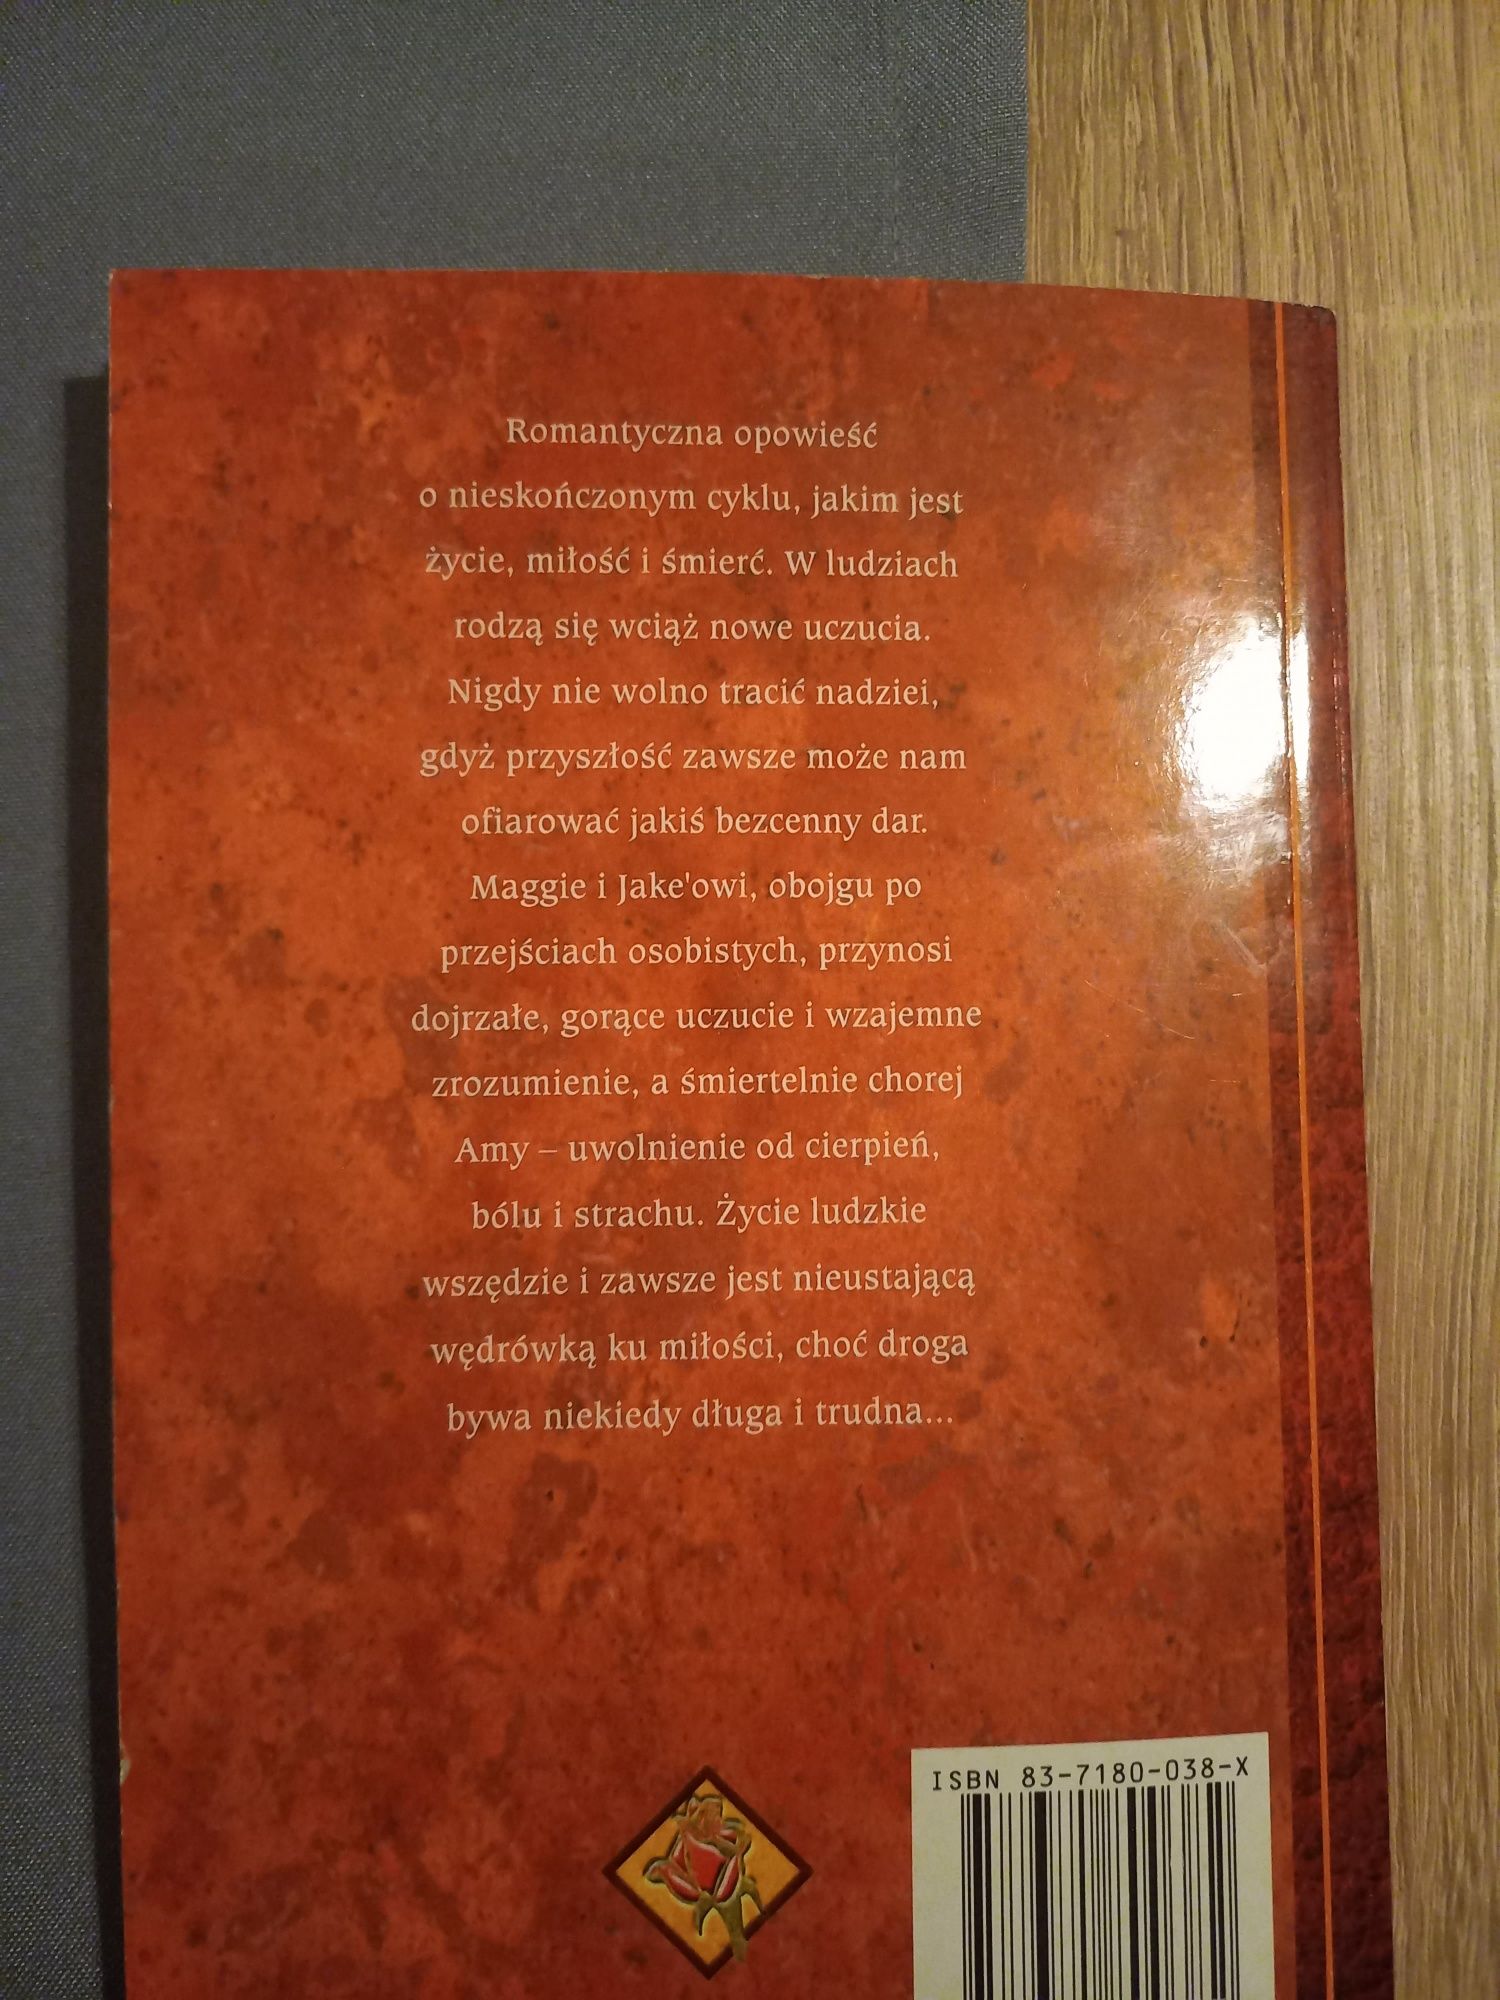 Romantyczna opowieść
o nieskończonym cyklu, jakim jest
życie, miłość i śmierć. W ludziach
rodzą się wciąż nowe uczucia.
Nigdy nie wolno tracić nadziei,
gdyż przyszłość zawsze może nam
ofiarować jakiś bezcenny dar.
Maggie i Jake'owi, obojgu po
przejściach osobistych, przynosi
dojrzałe, gorące uczucie i wzajemne
zrozumienie, a śmiertelnie chorej
Amy – uwolnienie od cierpień,
bólu i strachu. Życie ludzkie
wszędzie i zawsze jest nieustającą
wędrówką ku miłości, choć droga
bywa niekiedy długa i trudna...
ISBN 83-7180-038-X